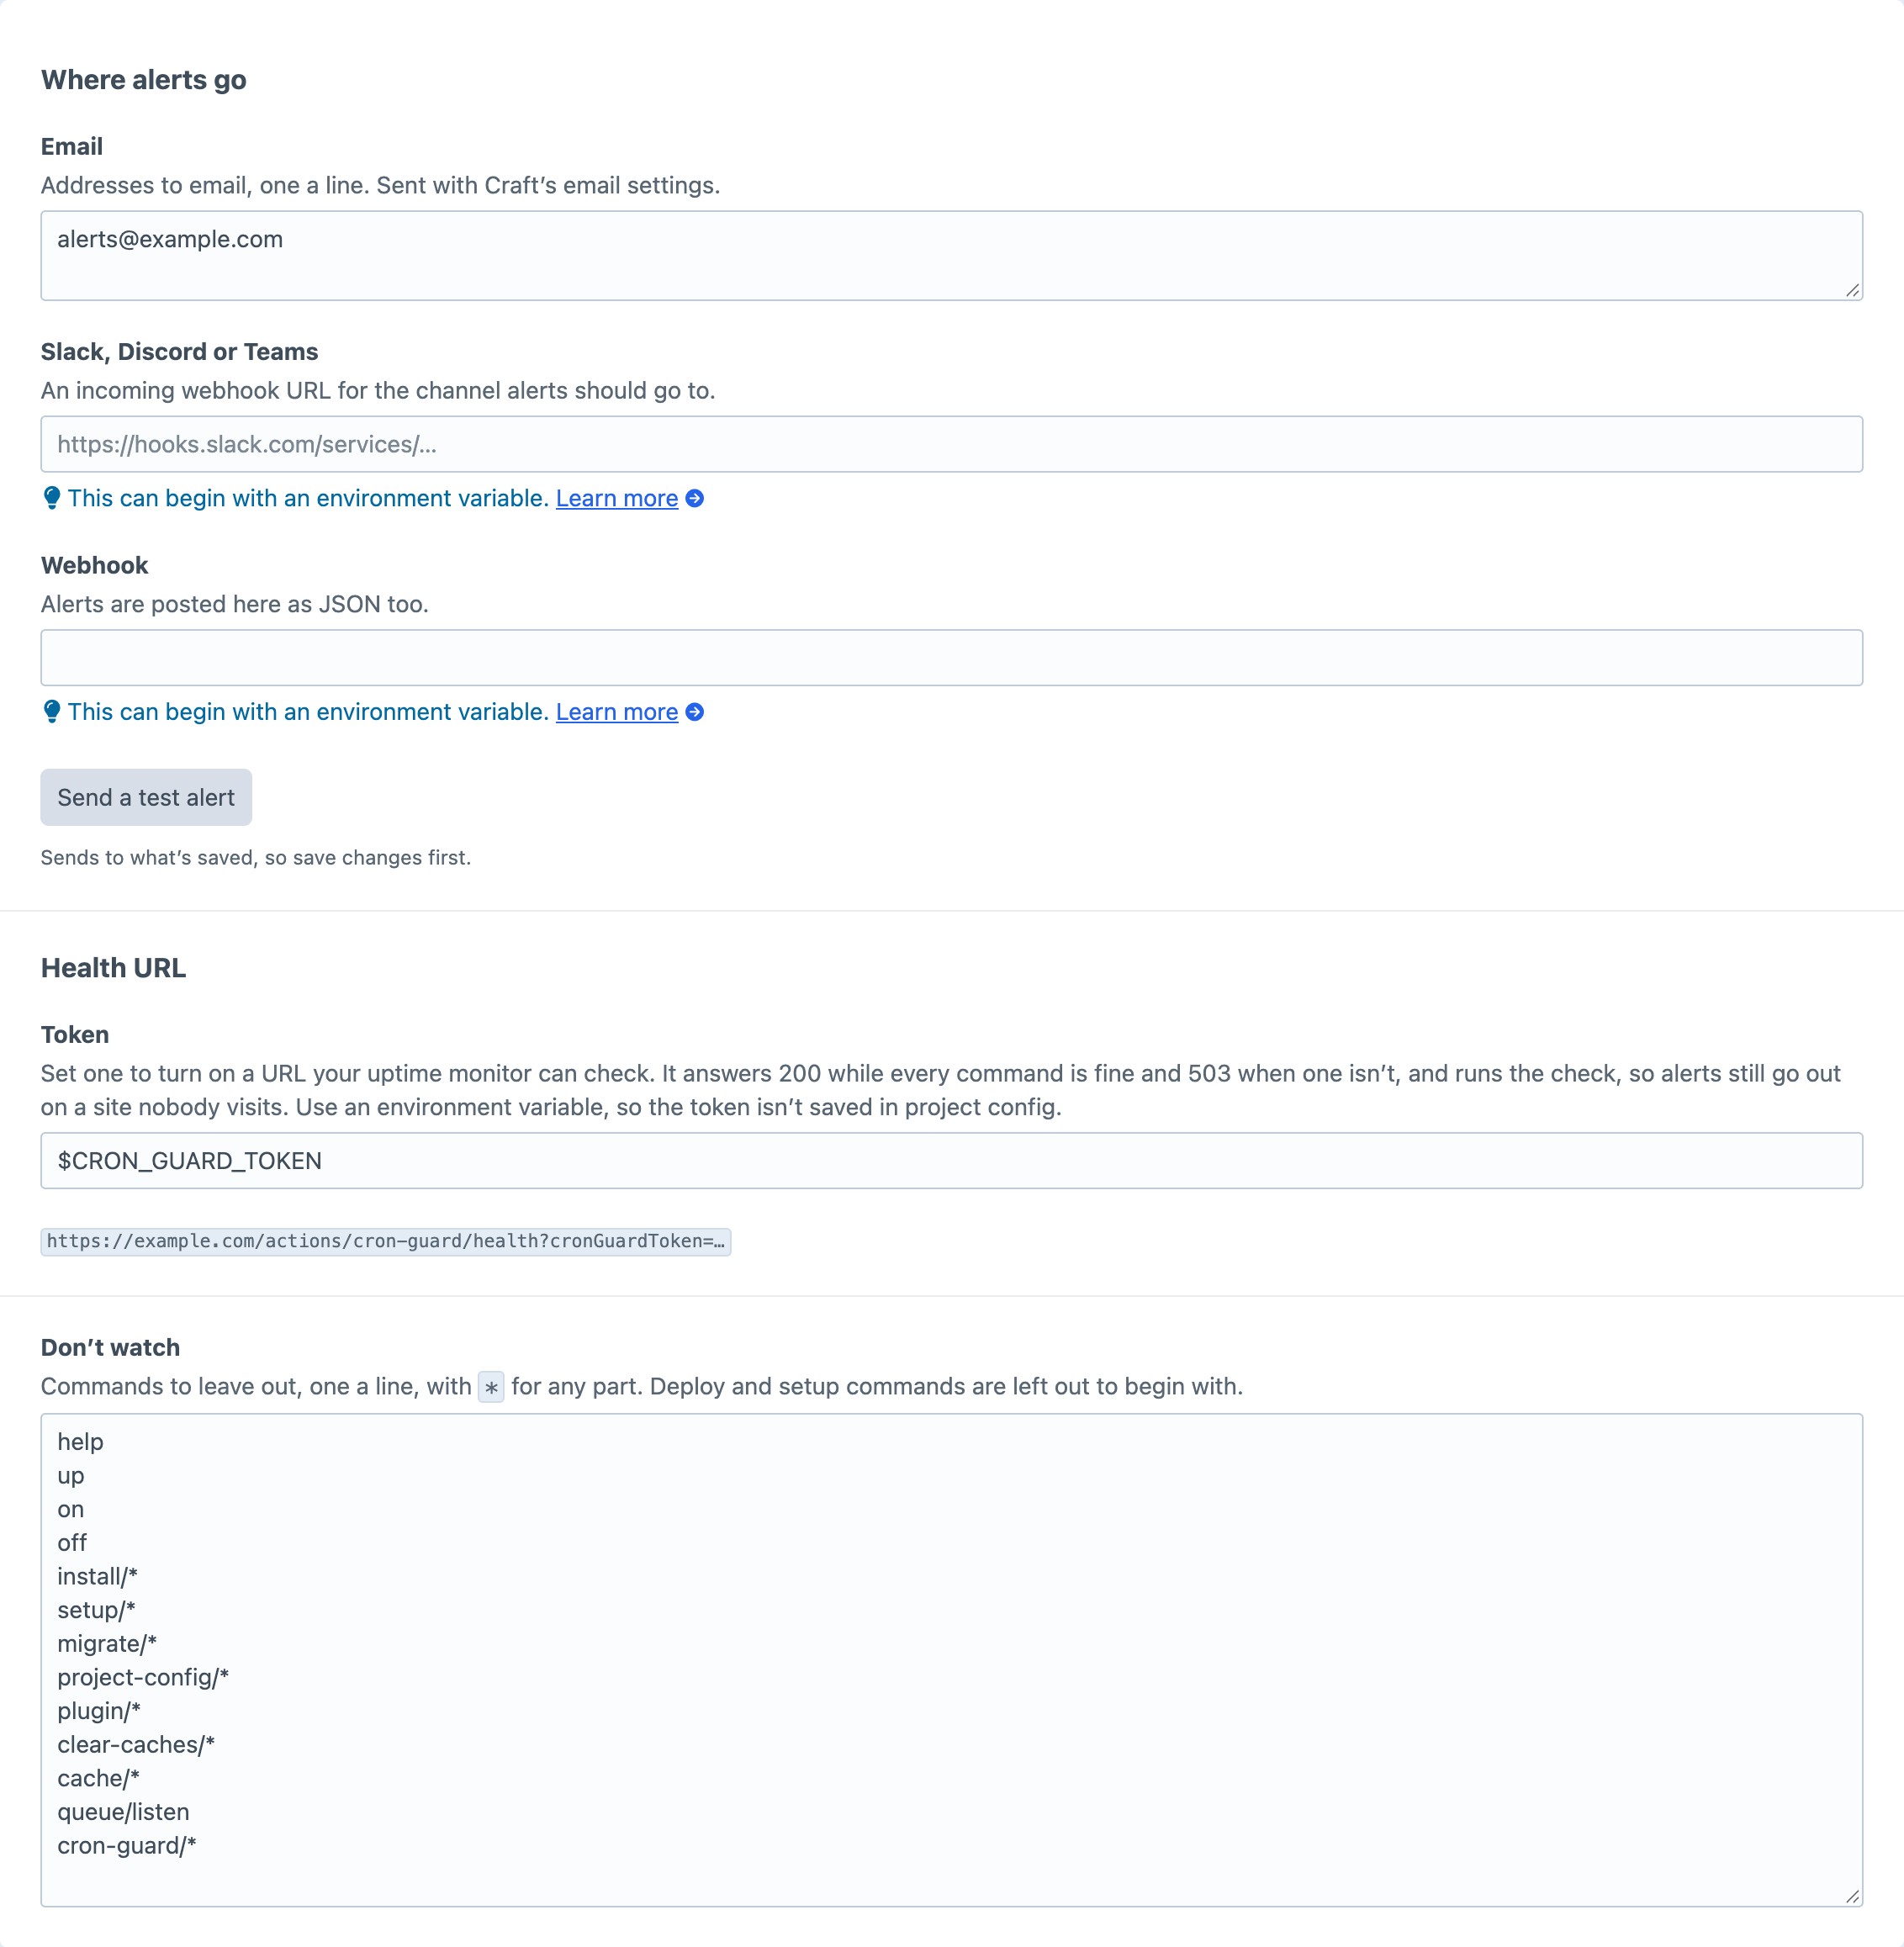 Where alerts go
Email
Addresses to email, one a line. Sent with Craft’s email settings.
alerts@example.com
Slack, Discord or Teams
An incoming webhook URL for the channel alerts should go to.
https://hooks.slack.com/services/...
This can begin with an environment variable. Learn more
Webhook
Alerts are posted here as JSON too.
This can begin with an environment variable. Learn more
Send a test alert
Sends to what’s saved, so save changes first.
Health URL
Token
Set one to turn on a URL your uptime monitor can check. It answers 200 while every command is fine and 503 when one isn’t, and runs the check, so alerts still go out
on a site nobody visits. Use an environment variable, so the token isn’t saved in project config.
$CRON_GUARD_TOKEN
https://example.com/actions/cron-guard/health?cronGuardToken=…
Don’t watch
Commands to leave out, one a line, with * for any part. Deploy and setup commands are left out to begin with.
help
up
on
off
install/*
setup/*
migrate/*
project-config/*
plugin/*
clear-caches/*
cache/*
queue/listen
cron-guard/*